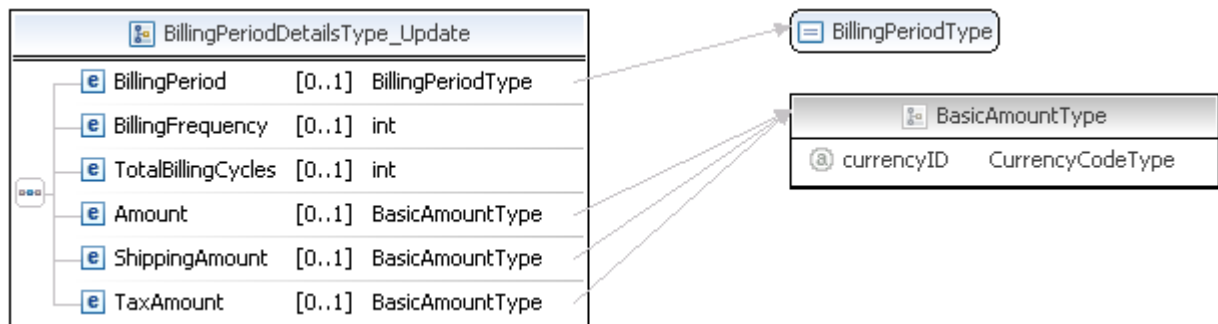 BillingPeriodDetailsType_Update
BillingPeriod [0..1] BillingPeriodType
BillingFrequency [0..1] int
TotalBillingCycles [0..1] int
Amount [0..1] BasicAmountType
ShippingAmount [0..1] BasicAmountType
TaxAmount [0..1] BasicAmountType
BillingPeriodType
BasicAmountType
currencyID CurrencyCodeType